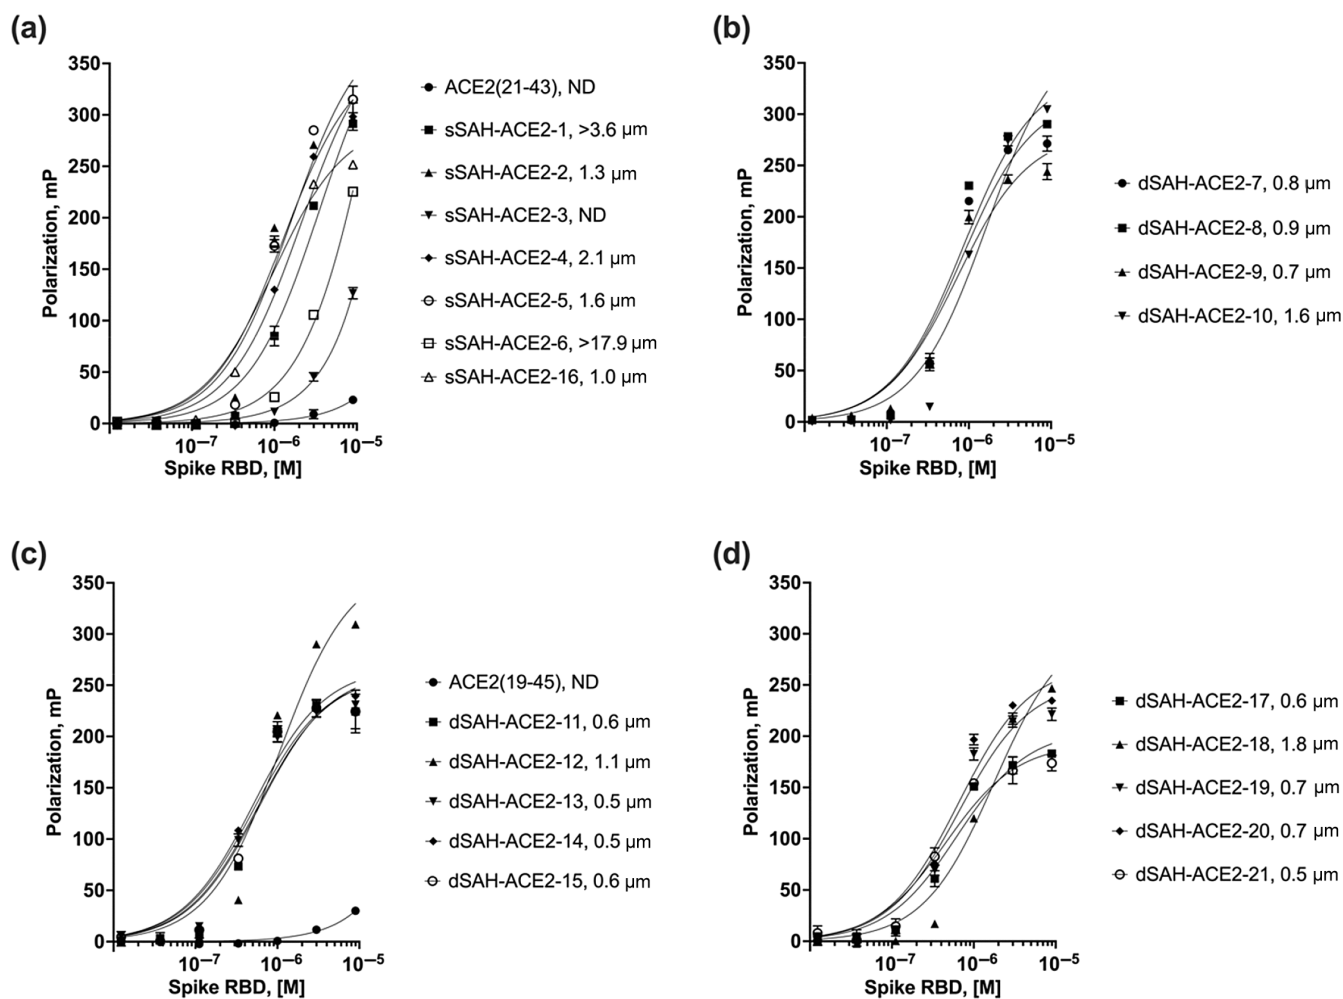 (a)
350
300
250
200
150
100
50
0
Polarization, mP
10⁻⁷
10⁻⁶
10⁻⁵
Spike RBD, [M]
ACE2(21-43), ND
sSAH-ACE2-1, >3.6 µm
sSAH-ACE2-2, 1.3 µm
sSAH-ACE2-3, ND
sSAH-ACE2-4, 2.1 µm
sSAH-ACE2-5, 1.6 µm
sSAH-ACE2-6, >17.9 µm
sSAH-ACE2-16, 1.0 µm
(b)
350
300
250
200
150
100
50
0
Polarization, mP
10⁻⁷
10⁻⁶
10⁻⁵
Spike RBD, [M]
dSAH-ACE2-7, 0.8 µm
dSAH-ACE2-8, 0.9 µm
dSAH-ACE2-9, 0.7 µm
dSAH-ACE2-10, 1.6 µm
(c)
350
300
250
200
150
100
50
0
Polarization, mP
10⁻⁷
10⁻⁶
10⁻⁵
Spike RBD, [M]
ACE2(19-45), ND
dSAH-ACE2-11, 0.6 µm
dSAH-ACE2-12, 1.1 µm
dSAH-ACE2-13, 0.5 µm
dSAH-ACE2-14, 0.5 µm
dSAH-ACE2-15, 0.6 µm
(d)
350
300
250
200
150
100
50
0
Polarization, mP
10⁻⁷
10⁻⁶
10⁻⁵
Spike RBD, [M]
dSAH-ACE2-17, 0.6 µm
dSAH-ACE2-18, 1.8 µm
dSAH-ACE2-19, 0.7 µm
dSAH-ACE2-20, 0.7 µm
dSAH-ACE2-21, 0.5 µm